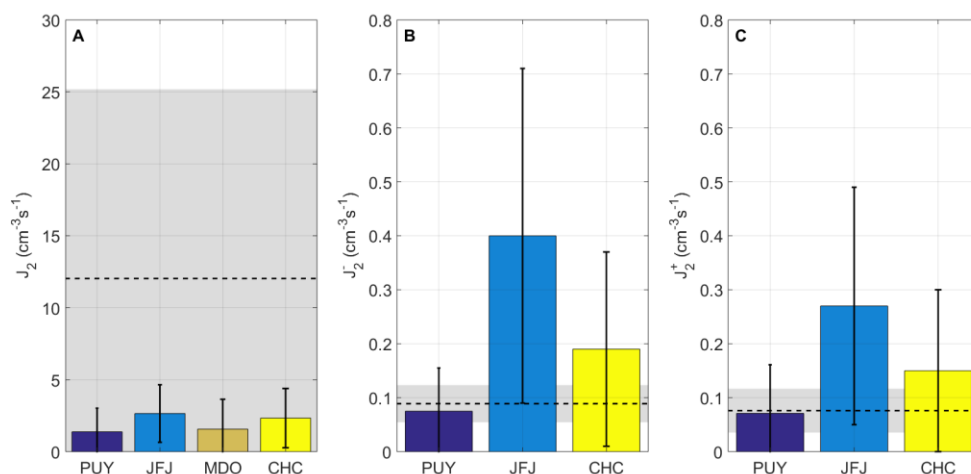 A
J₂ (cm⁻³s⁻¹)
30
25
20
15
10
5
0
PUY JFJ MDO CHC
B
J₂⁻ (cm⁻³s⁻¹)
0.8
0.7
0.6
0.5
0.4
0.3
0.2
0.1
0
PUY JFJ CHC
C
J₂⁺ (cm⁻³s⁻¹)
0.8
0.7
0.6
0.5
0.4
0.3
0.2
0.1
0
PUY JFJ CHC